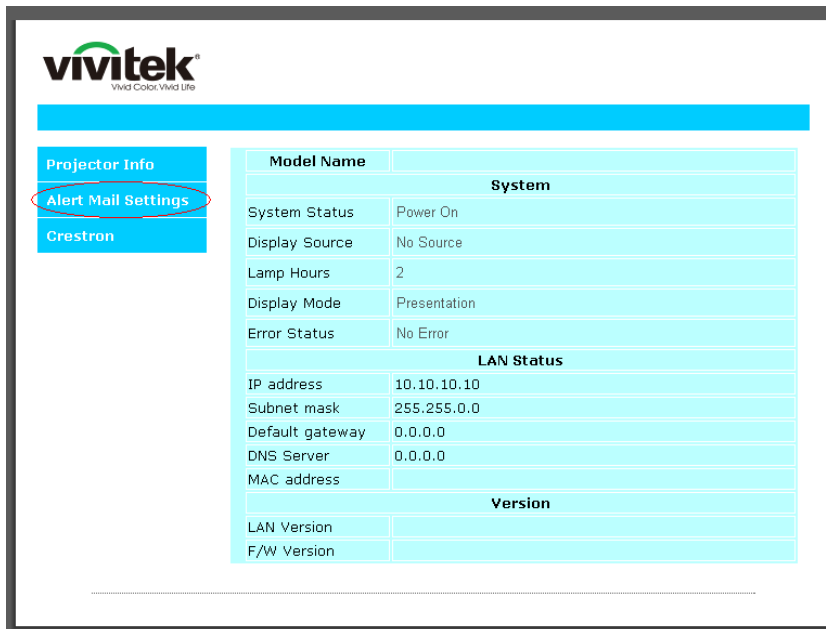 vivitek®
Vivid Color. Vivid Life
Projector Info
Alert Mail Settings
Crestron
Model Name
System
System Status Power On
Display Source No Source
Lamp Hours 2
Display Mode Presentation
Error Status No Error
LAN Status
IP address 10.10.10.10
Subnet mask 255.255.0.0
Default gateway 0.0.0.0
DNS Server 0.0.0.0
MAC address
Version
LAN Version
F/W Version